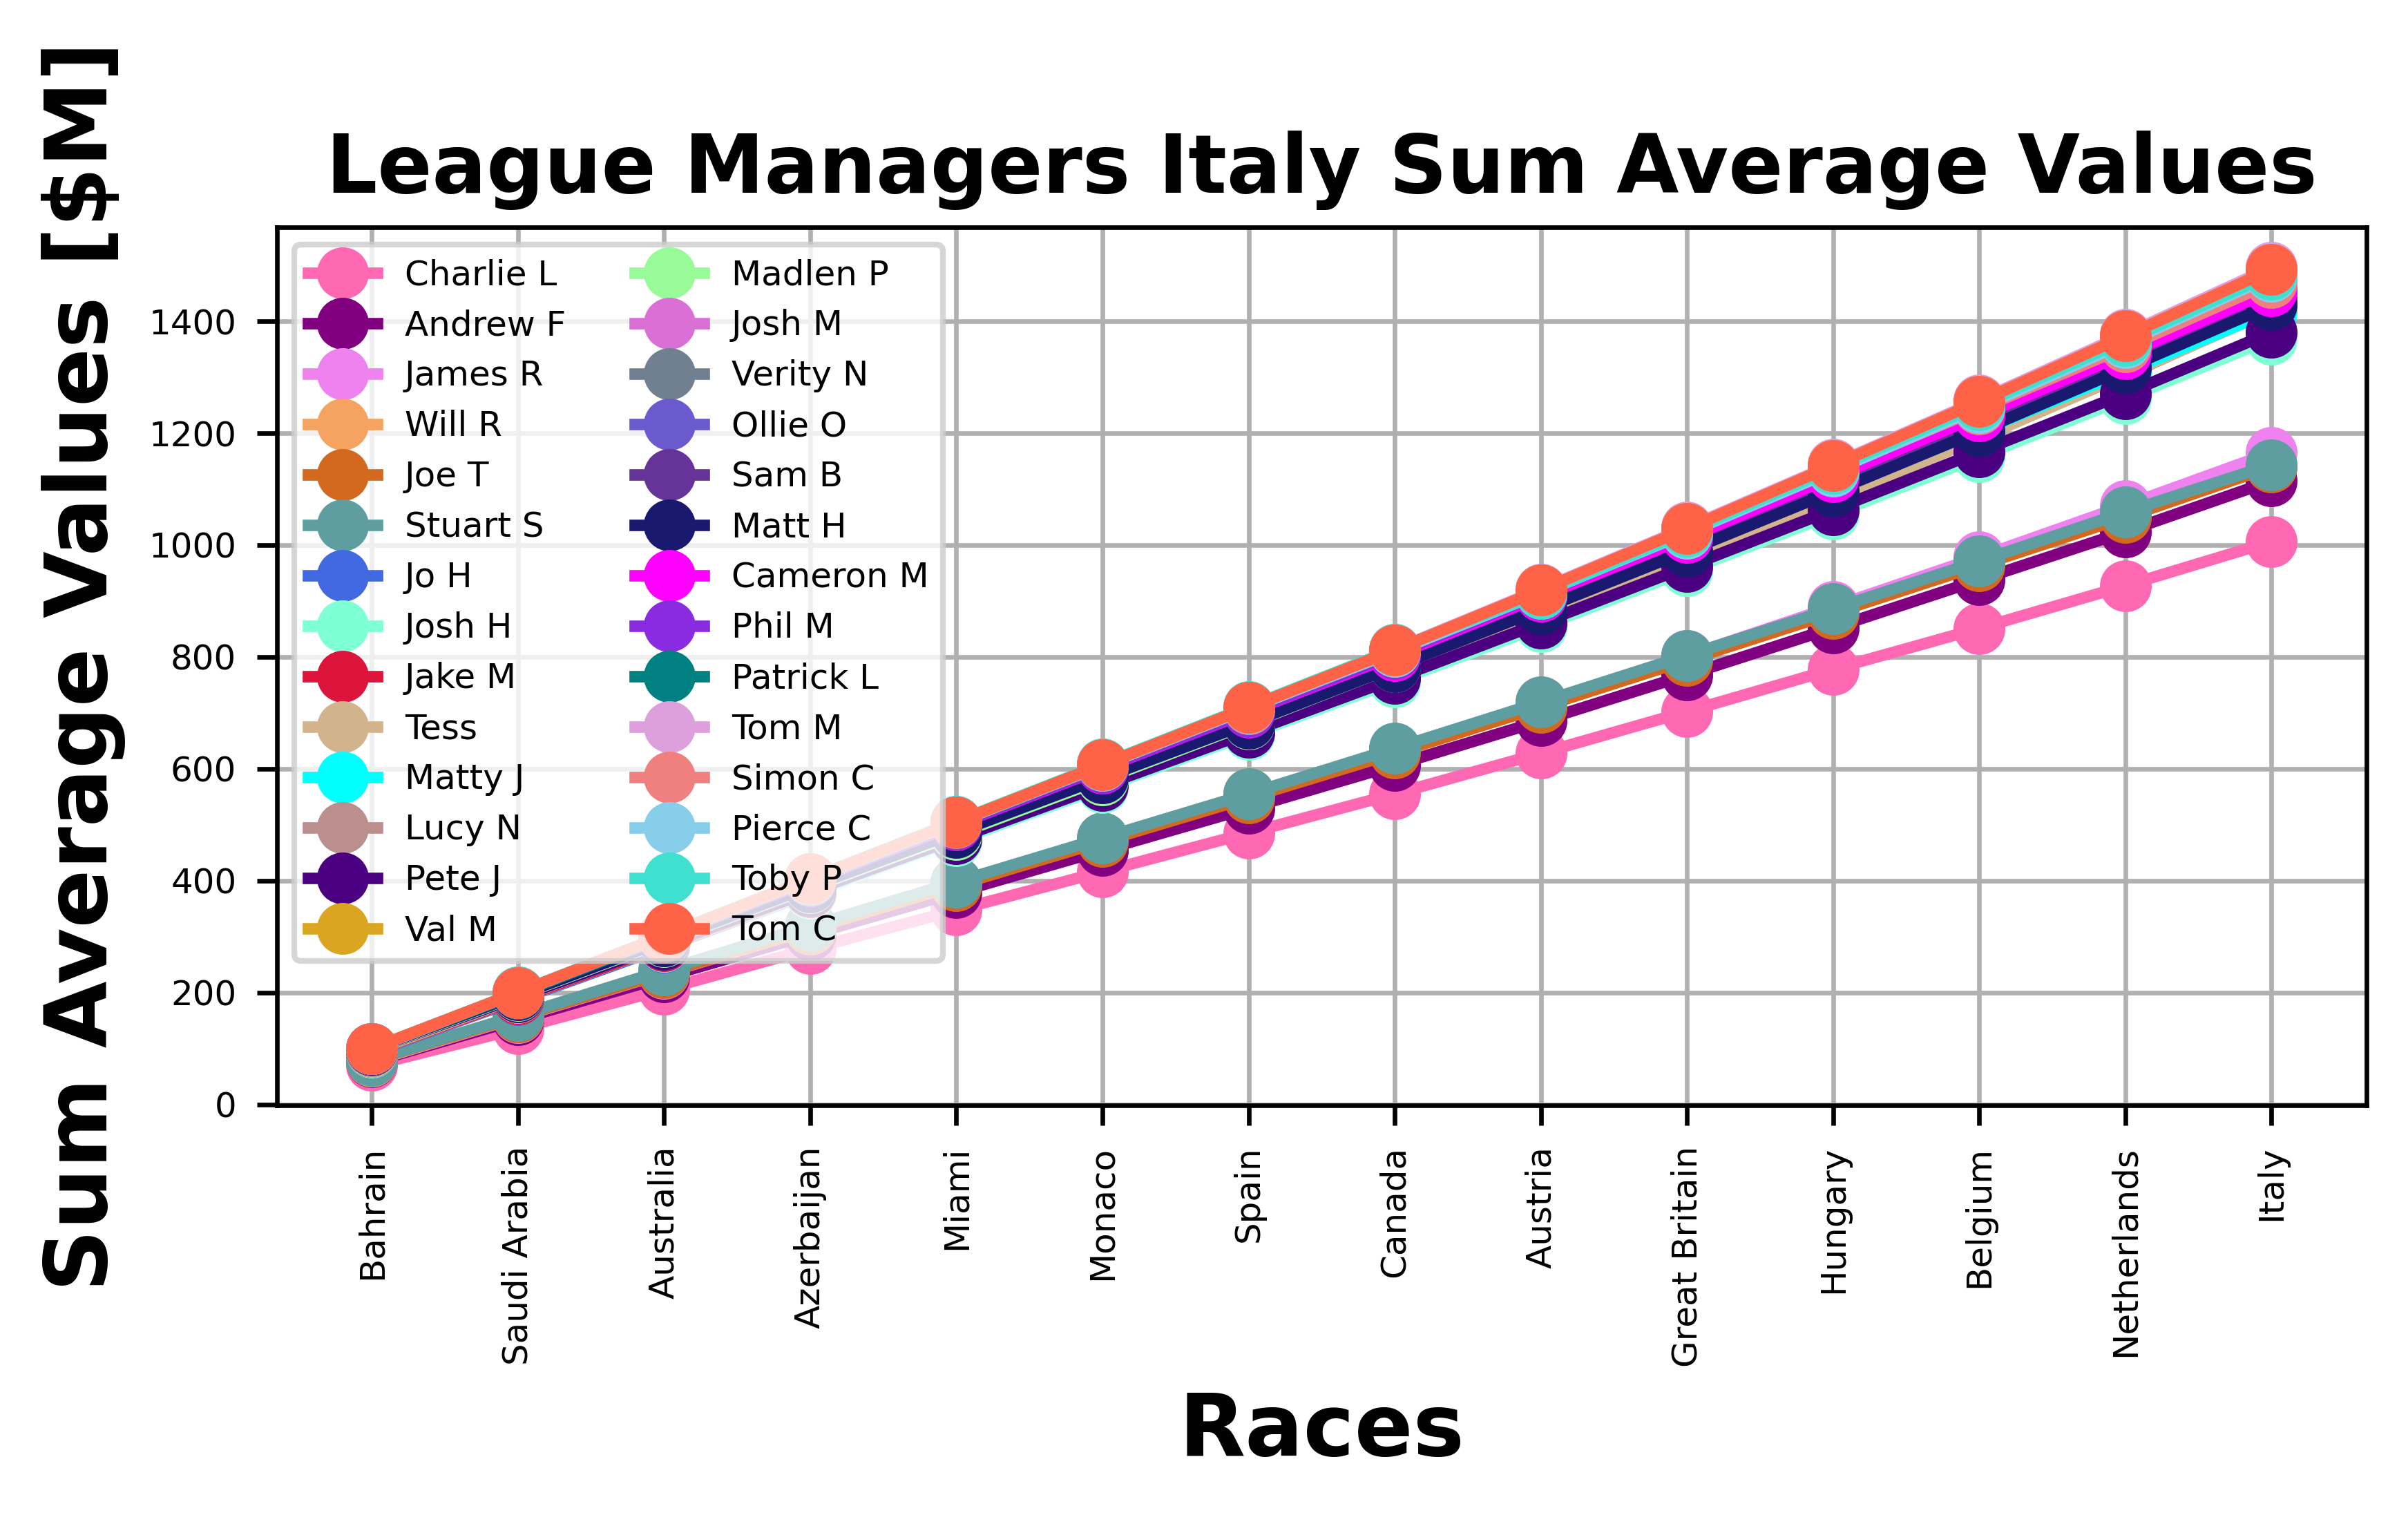 League Managers Italy Sum Average Values
Sum Average Values [$M]
1400
1200
1000
800
600
400
200
0
Charlie L
Andrew F
James R
Will R
Joe T
Stuart S
Jo H
Josh H
Jake M
Tess
Matty J
Lucy N
Pete J
Val M
Madlen P
Josh M
Verity N
Ollie O
Sam B
Matt H
Cameron M
Phil M
Patrick L
Tom M
Simon C
Pierce C
Toby P
Tom C
Bahrain
Saudi Arabia
Australia
Azerbaijan
Miami
Monaco
Spain
Canada
Austria
Great Britain
Hungary
Belgium
Netherlands
Italy
Races